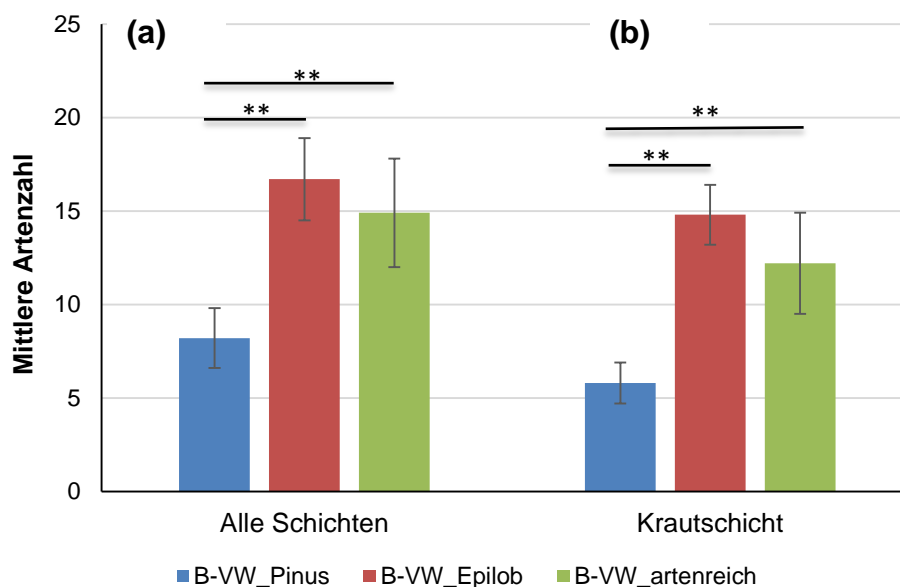 (a) (b)
Mittlere Artenzahl
25
20
15
10
5
0
** **
** **
Alle Schichten Krautschicht
B-VW_Pinus B-VW_Epilob B-VW_artenreich